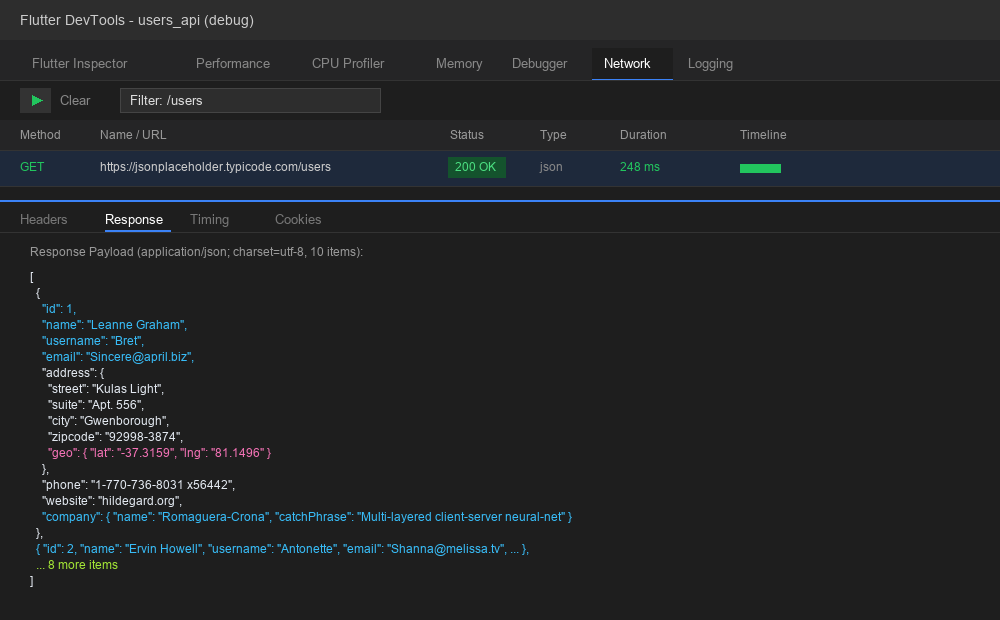 Flutter DevTools - users_api (debug)
Flutter Inspector Performance CPU Profiler Memory Debugger Network Logging
Clear Filter: /users
Method Name / URL Status Type Duration Timeline
GET https://jsonplaceholder.typicode.com/users 200 OK json 248 ms
Headers Response Timing Cookies
Response Payload (application/json; charset=utf-8, 10 items):
[
{
"id": 1,
"name": "Leanne Graham",
"username": "Bret",
"email": "Sincere@april.biz",
"address": {
"street": "Kulas Light",
"suite": "Apt. 556",
"city": "Gwenborough",
"zipcode": "92998-3874",
"geo": { "lat": "-37.3159", "lng": "81.1496" }
},
"phone": "1-770-736-8031 x56442",
"website": "hildegard.org",
"company": { "name": "Romaguera-Crona", "catchPhrase": "Multi-layered client-server neural-net" }
},
{ "id": 2, "name": "Ervin Howell", "username": "Antonette", "email": "Shanna@melissa.tv", ... },
... 8 more items
]